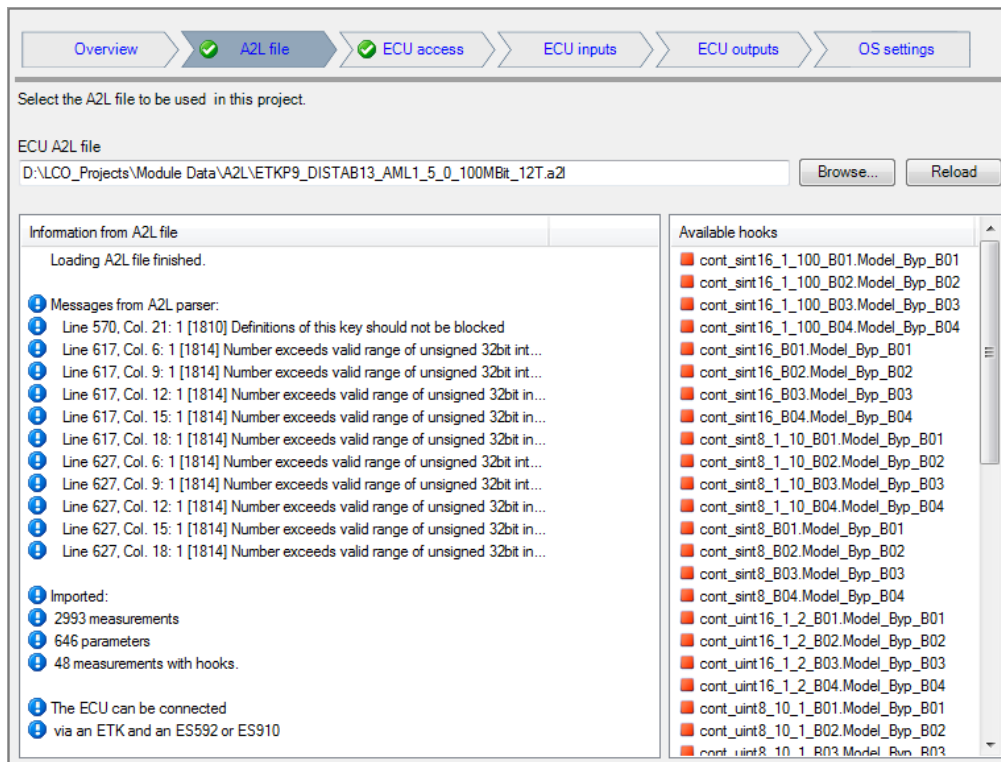 Overview
A2L file
ECU access
ECU inputs
ECU outputs
OS settings
Select the A2L file to be used in this project.
ECU A2L file
D:\LCO_Projects\Module Data\A2L\ETKP9_DISTAB13_AML1_5_0_100MBit_12T.a2l
Browse...
Reload
Information from A2L file
Loading A2L file finished.
Messages from A2L parser:
Line 570, Col. 21: 1 [1810] Definitions of this key should not be blocked
Line 617, Col. 6: 1 [1814] Number exceeds valid range of unsigned 32bit int...
Line 617, Col. 9: 1 [1814] Number exceeds valid range of unsigned 32bit int...
Line 617, Col. 12: 1 [1814] Number exceeds valid range of unsigned 32bit in...
Line 617, Col. 15: 1 [1814] Number exceeds valid range of unsigned 32bit in...
Line 617, Col. 18: 1 [1814] Number exceeds valid range of unsigned 32bit in...
Line 627, Col. 6: 1 [1814] Number exceeds valid range of unsigned 32bit int...
Line 627, Col. 9: 1 [1814] Number exceeds valid range of unsigned 32bit int...
Line 627, Col. 12: 1 [1814] Number exceeds valid range of unsigned 32bit in...
Line 627, Col. 15: 1 [1814] Number exceeds valid range of unsigned 32bit in...
Line 627, Col. 18: 1 [1814] Number exceeds valid range of unsigned 32bit in...
Imported:
2993 measurements
646 parameters
48 measurements with hooks.
The ECU can be connected
via an ETK and an ES592 or ES910
Available hooks
cont_sint16_1_100_B01.Model_Byp_B01
cont_sint16_1_100_B02.Model_Byp_B02
cont_sint16_1_100_B03.Model_Byp_B03
cont_sint16_1_100_B04.Model_Byp_B04
cont_sint16_B01.Model_Byp_B01
cont_sint16_B02.Model_Byp_B02
cont_sint16_B03.Model_Byp_B03
cont_sint16_B04.Model_Byp_B04
cont_sint8_1_10_B01.Model_Byp_B01
cont_sint8_1_10_B02.Model_Byp_B02
cont_sint8_1_10_B03.Model_Byp_B03
cont_sint8_1_10_B04.Model_Byp_B04
cont_sint8_B01.Model_Byp_B01
cont_sint8_B02.Model_Byp_B02
cont_sint8_B03.Model_Byp_B03
cont_sint8_B04.Model_Byp_B04
cont_uint16_1_2_B01.Model_Byp_B01
cont_uint16_1_2_B02.Model_Byp_B02
cont_uint16_1_2_B03.Model_Byp_B03
cont_uint16_1_2_B04.Model_Byp_B04
cont_uint8_10_1_B01.Model_Byp_B01
cont_uint8_10_1_B02.Model_Byp_B02
cont_uint8_10_1_B03.Model_Byp_B03